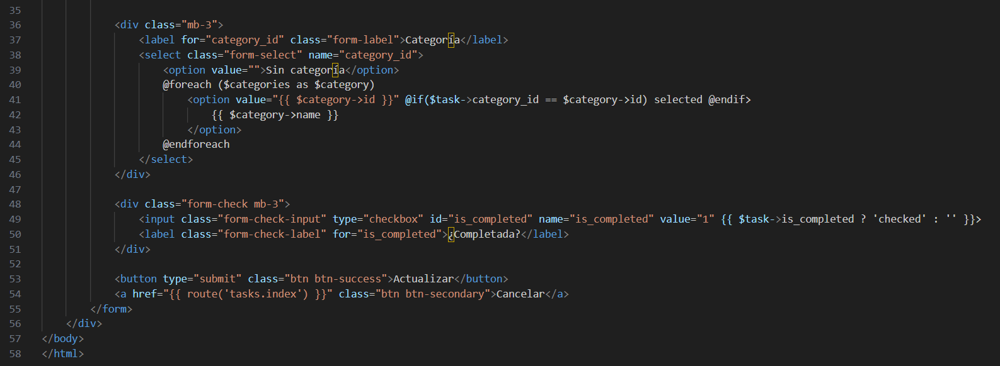 35
36 <div class="mb-3">
37 <label for="category_id" class="form-label">Categoría</label>
38 <select class="form-select" name="category_id">
39 <option value="">Sin categoría</option>
40 @foreach ($categories as $category)
41 <option value="{{ $category->id }}" @if($task->category_id == $category->id) selected @endif>
42 {{ $category->name }}
43 </option>
44 @endforeach
45 </select>
46 </div>
47
48 <div class="form-check mb-3">
49 <input class="form-check-input" type="checkbox" id="is_completed" name="is_completed" value="1" {{ $task->is_completed ? 'checked' : '' }}>
50 <label class="form-check-label" for="is_completed">¿Completada?</label>
51 </div>
52
53 <button type="submit" class="btn btn-success">Actualizar</button>
54 <a href="{{ route('tasks.index') }}" class="btn btn-secondary">Cancelar</a>
55 </form>
56 </div>
57 </body>
58 </html>